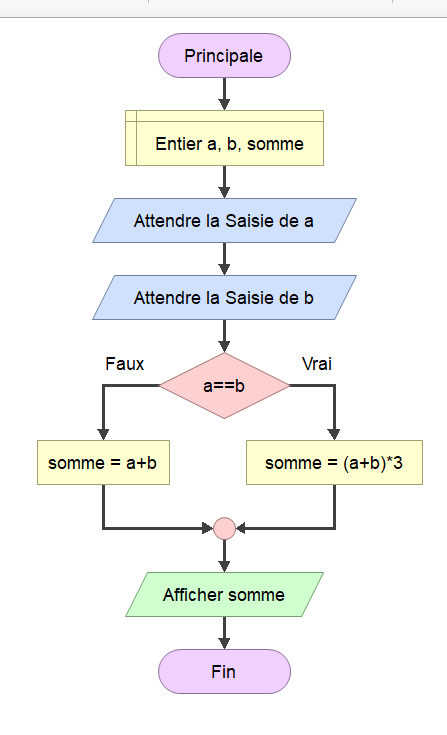 Principale
Entier a, b, somme
Attendre la Saisie de a
Attendre la Saisie de b
Faux
Vrai
a==b
somme = a+b
somme = (a+b)*3
Afficher somme
Fin